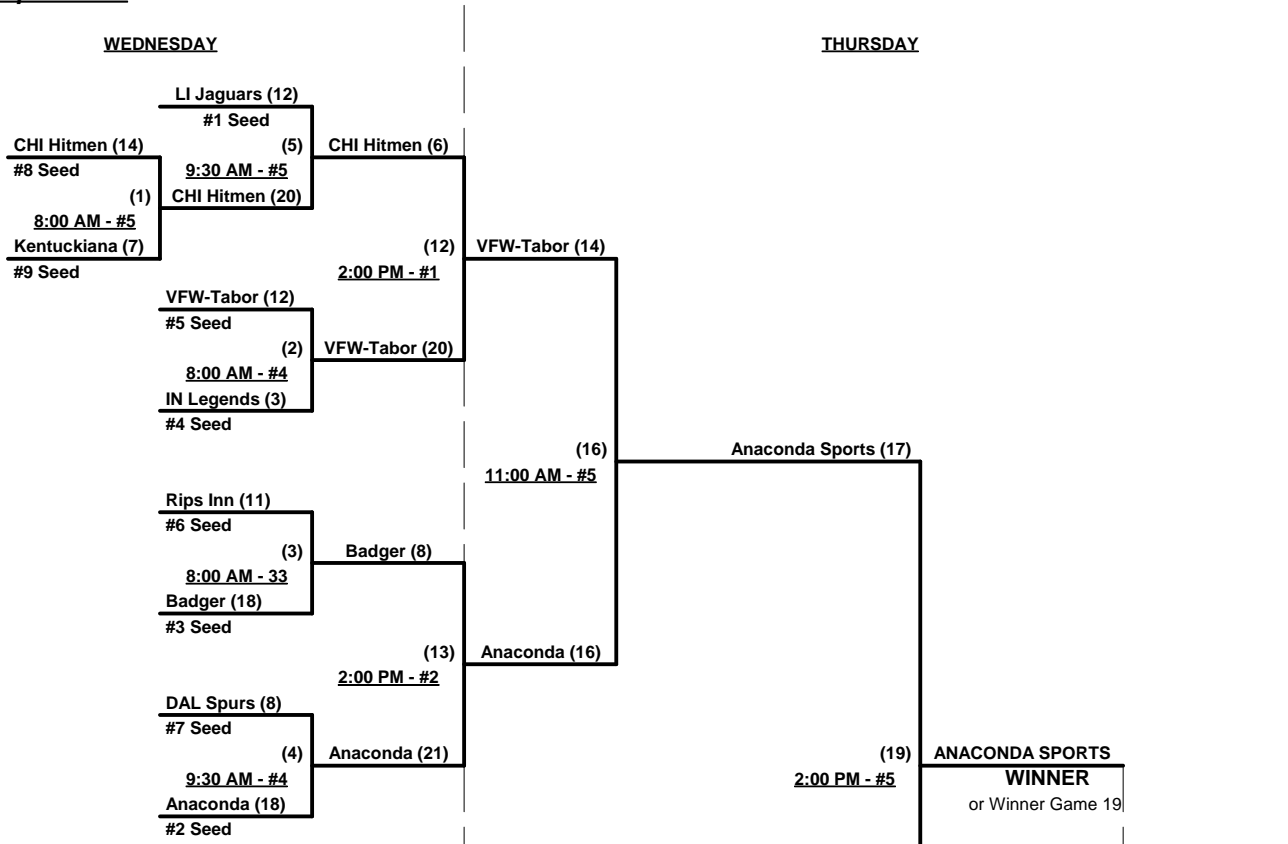 WEDNESDAY
THURSDAY
LI Jaguars (12)
#1 Seed
CHI Hitmen (14)
(5)
CHI Hitmen (6)
#8 Seed
9:30 AM - #5
(1)
CHI Hitmen (20)
8:00 AM - #5
Kentuckiana (7)
(12)
VFW-Tabor (14)
#9 Seed
2:00 PM - #1
VFW-Tabor (12)
#5 Seed
(2)
VFW-Tabor (20)
8:00 AM - #4
IN Legends (3)
#4 Seed
(16)
Anaconda Sports (17)
11:00 AM - #5
Rips Inn (11)
#6 Seed
(3)
Badger (8)
8:00 AM - 33
Badger (18)
#3 Seed
(13)
Anaconda (16)
2:00 PM - #2
DAL Spurs (8)
#7 Seed
(4)
Anaconda (21)
(19)
ANACONDA SPORTS
9:30 AM - #4
2:00 PM - #5
WINNER
Anaconda (18)
or Winner Game 19
#2 Seed